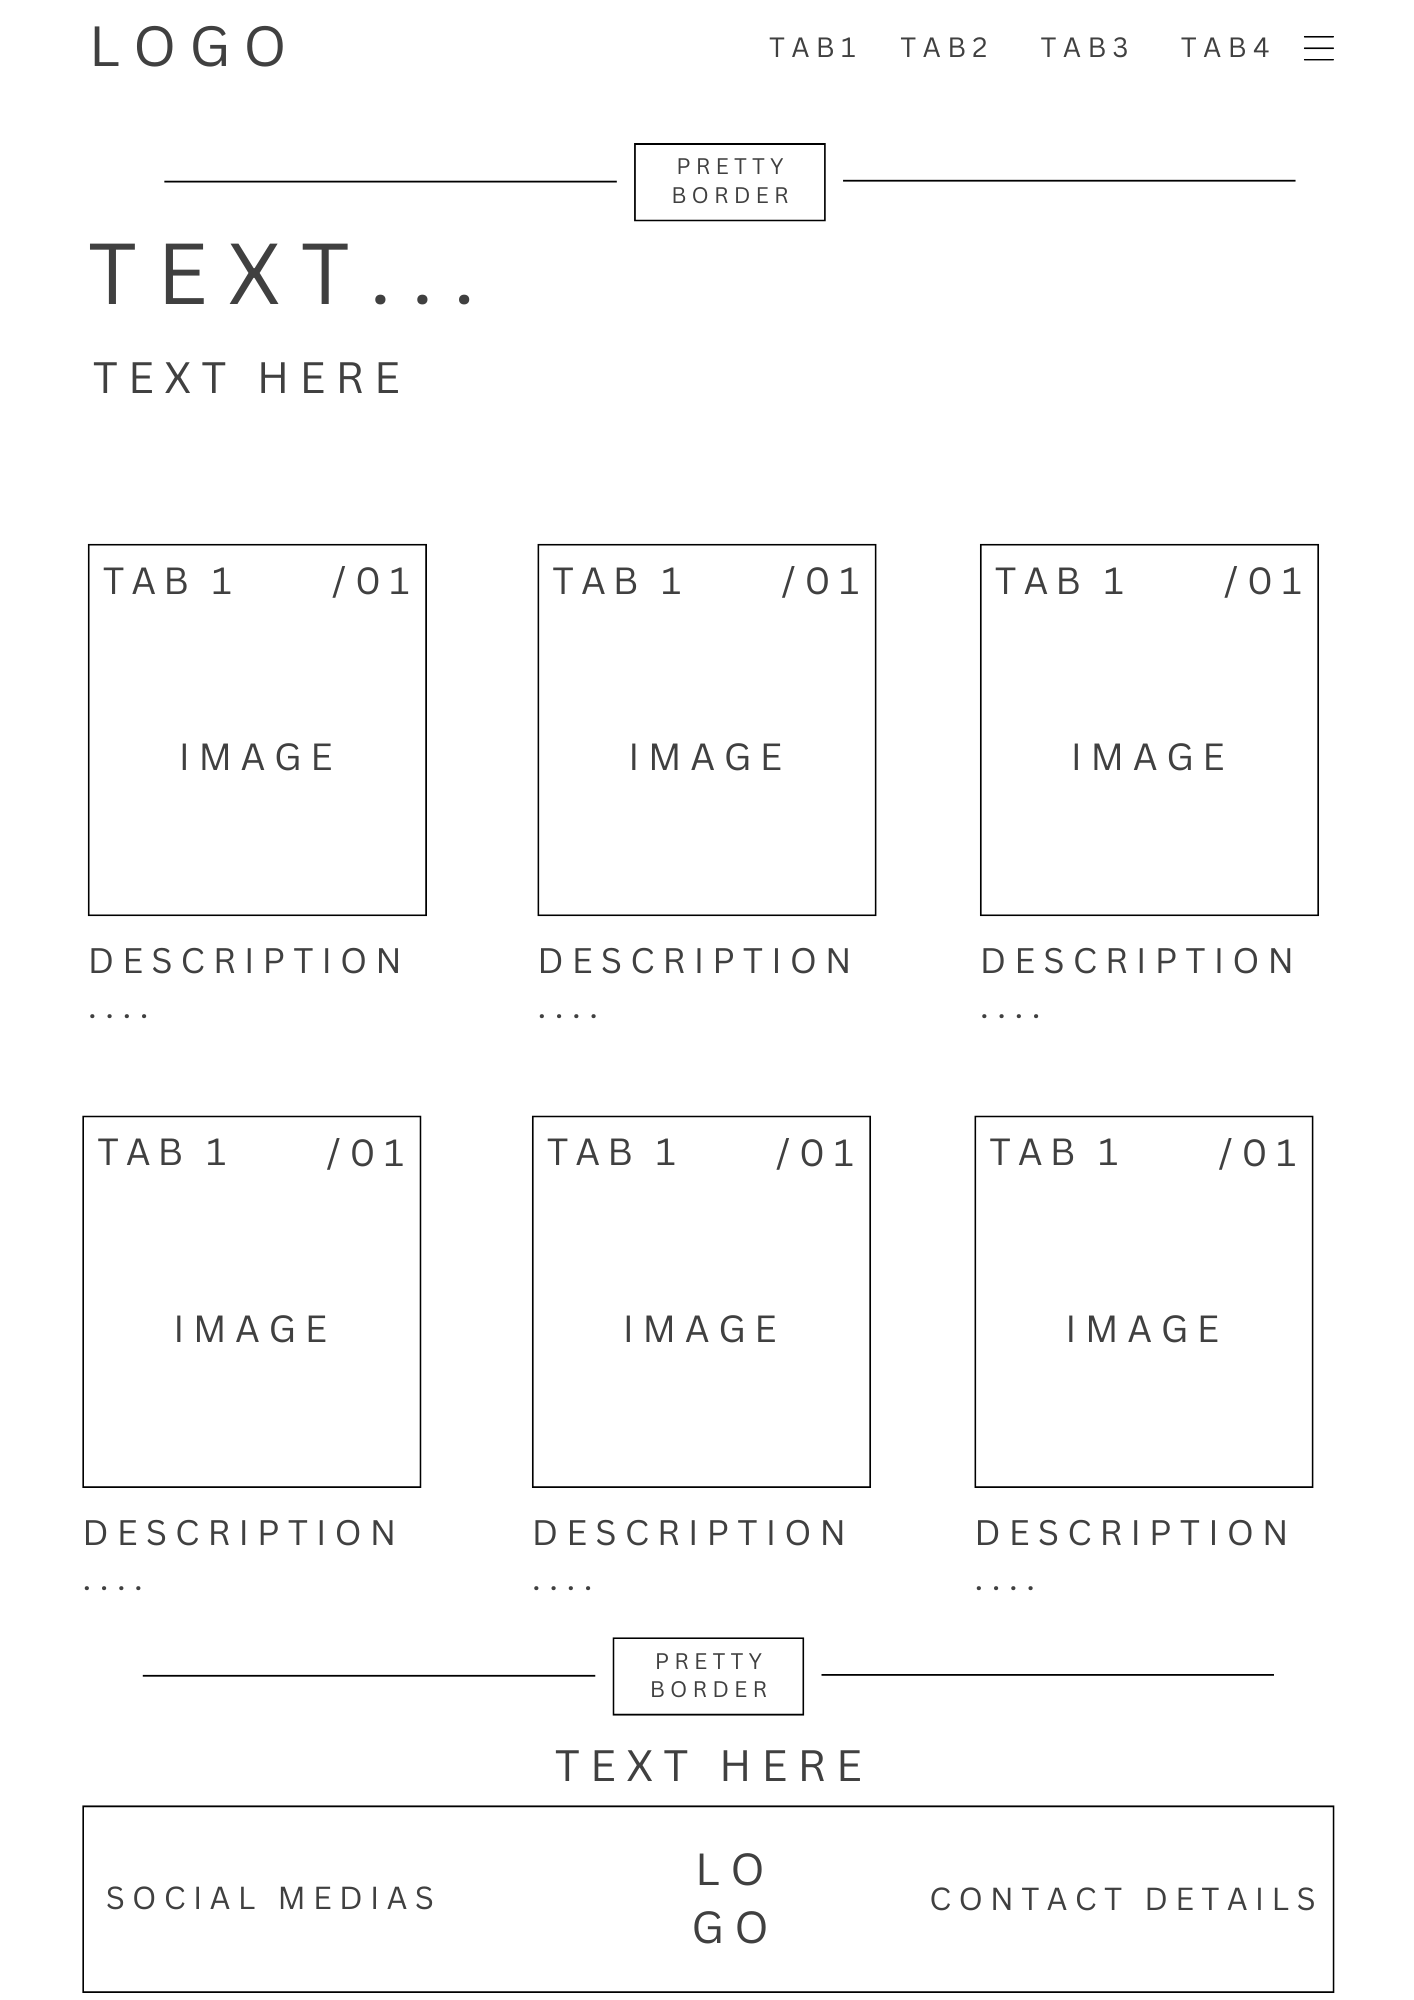 LOGO
TAB1 TAB2 TAB3 TAB4
PRETTY
BORDER
TEXT...
TEXT HERE
TAB 1 /01
IMAGE
DESCRIPTION
....
TAB 1 /01
IMAGE
DESCRIPTION
....
TAB 1 /01
IMAGE
DESCRIPTION
....
TAB 1 /01
IMAGE
DESCRIPTION
....
TAB 1 /01
IMAGE
DESCRIPTION
....
TAB 1 /01
IMAGE
DESCRIPTION
....
PRETTY
BORDER
TEXT HERE
SOCIAL MEDIAS
LO
GO
CONTACT DETAILS